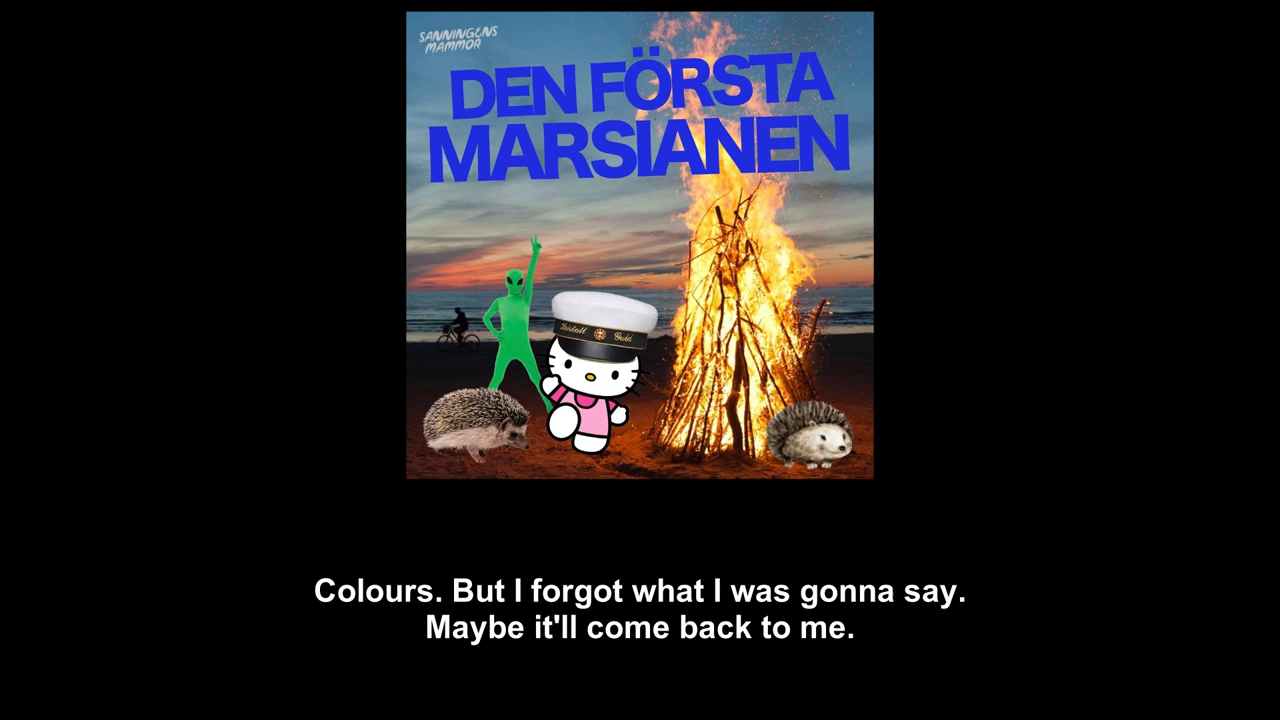 SANNINGENS
MAMMOR
DEN FÖRSTA
MARSIANEN
Colours. But I forgot what I was gonna say.
Maybe it'll come back to me.